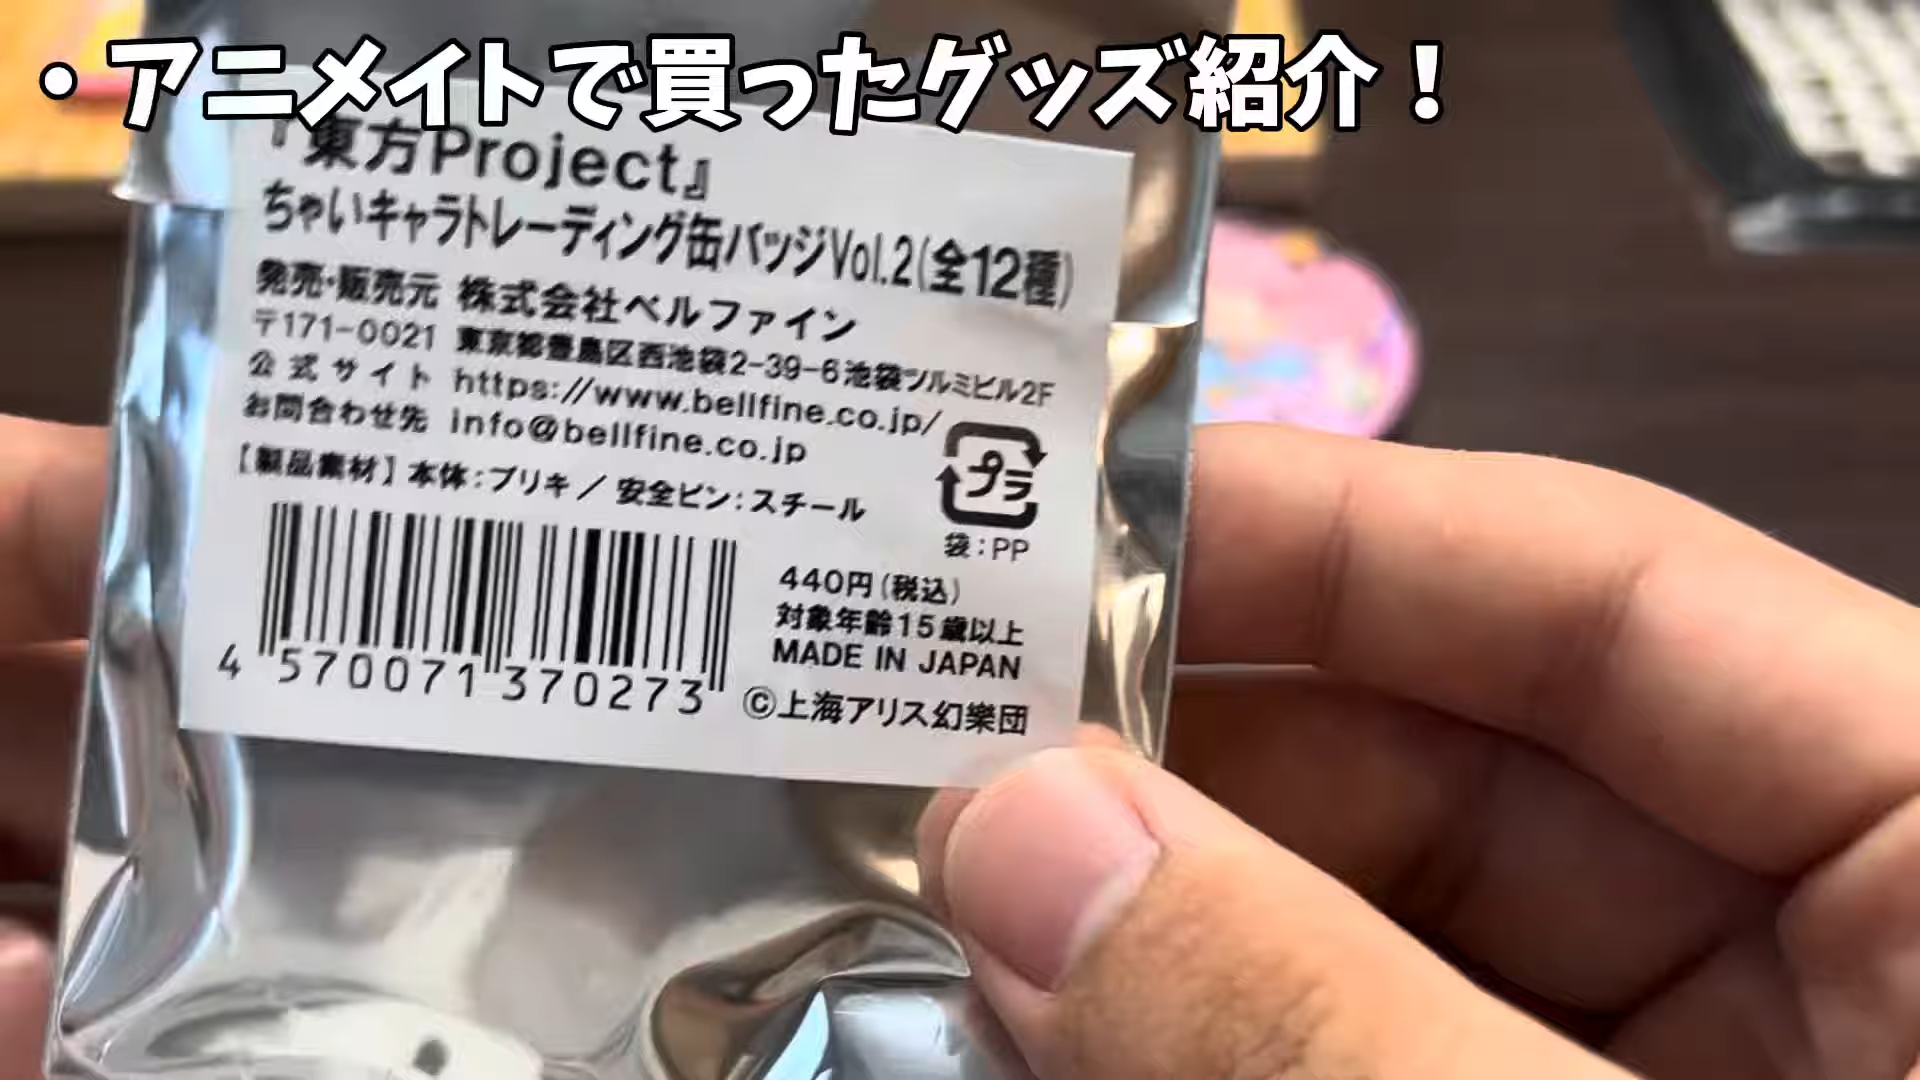 ・アニメイトで買ったグッズ紹介！
『東方Project』
ちゃいキャラトレーディング缶バッジVol.2(全12種)
発売・販売元 株式会社ベルファイン
〒171-0021 東京都豊島区西池袋2-39-6池袋ツルミビル2F
公式サイト https://www.bellfine.co.jp/
お問合わせ先 info@bellfine.co.jp
【製品素材】本体:ブリキ／安全ピン:スチール
プラ
袋:PP
440円(税込)
対象年齢15歳以上
MADE IN JAPAN
4 570071 370273
©上海アリス幻樂団